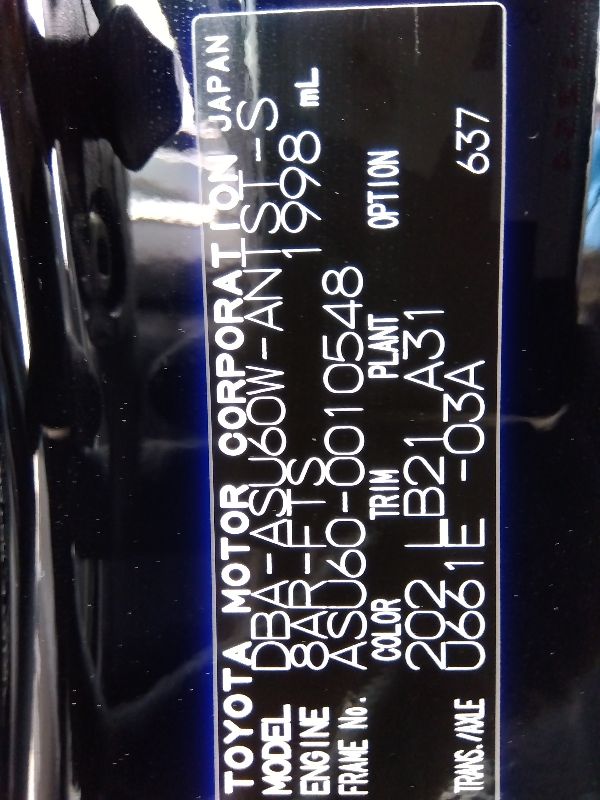 TOYOTA MOTOR CORPORATION JAPAN
MODEL DBA-ASU60W-ANTST-S
ENGINE 8AR-FTS 1998 mL
FRAME No. ASU60-0010548
COLOR TRIM PLANT OPTION
202 LB21 A31
TRANS./AXLE U661E -03A 637